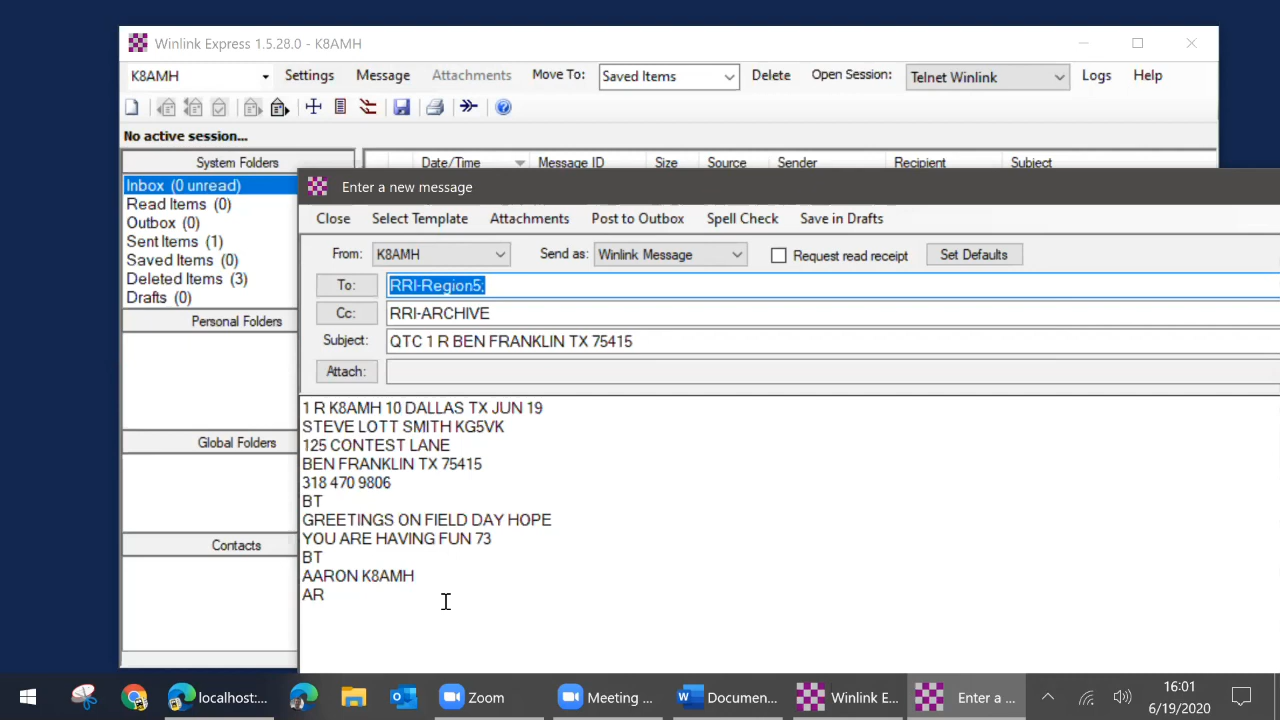 Winlink Express 1.5.28.0 - K8AMH
K8AMH Settings Message Attachments Move To: Saved Items Delete Open Session: Telnet Winlink Logs Help
No active session...
System Folders Date/Time Message ID Size Source Sender Recipient Subject
Inbox (0 unread)
Read Items (0)
Outbox (0)
Sent Items (1)
Saved Items (0)
Deleted Items (3)
Drafts (0)
Personal Folders
Global Folders
Contacts
Enter a new message
Close Select Template Attachments Post to Outbox Spell Check Save in Drafts
From: K8AMH Send as: Winlink Message Request read receipt Set Defaults
To: RRI-Region5;
Cc: RRI-ARCHIVE
Subject: QTC 1 R BEN FRANKLIN TX 75415
Attach:
1 R K8AMH 10 DALLAS TX JUN 19
STEVE LOTT SMITH KG5VK
125 CONTEST LANE
BEN FRANKLIN TX 75415
318 470 9806
BT
GREETINGS ON FIELD DAY HOPE
YOU ARE HAVING FUN 73
BT
AARON K8AMH
AR
localhost:... Zoom Meeting ... Documen... Winlink E... Enter a ... 16:01
6/19/2020